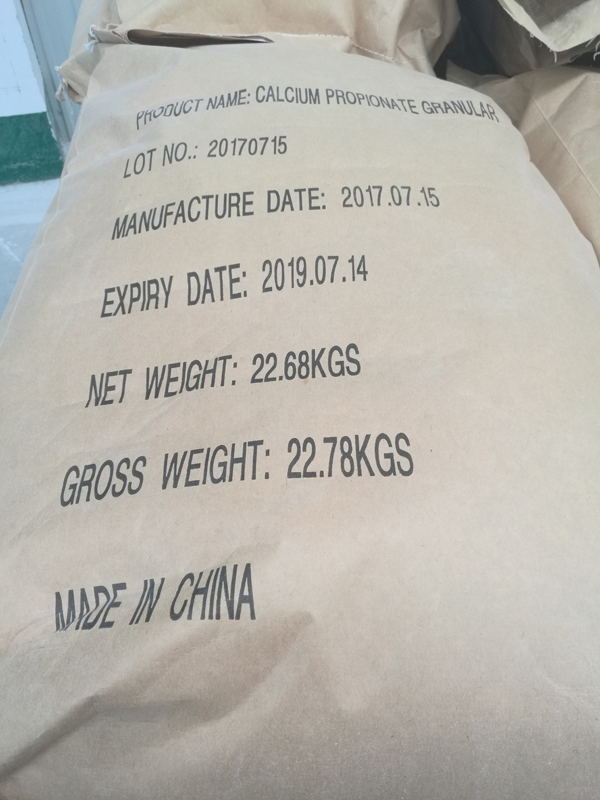 PRODUCT NAME: CALCIUM PROPIONATE GRANULAR
LOT NO.: 20170715
MANUFACTURE DATE: 2017.07.15
EXPIRY DATE: 2019.07.14
NET WEIGHT: 22.68KGS
GROSS WEIGHT: 22.78KGS
MADE IN CHINA